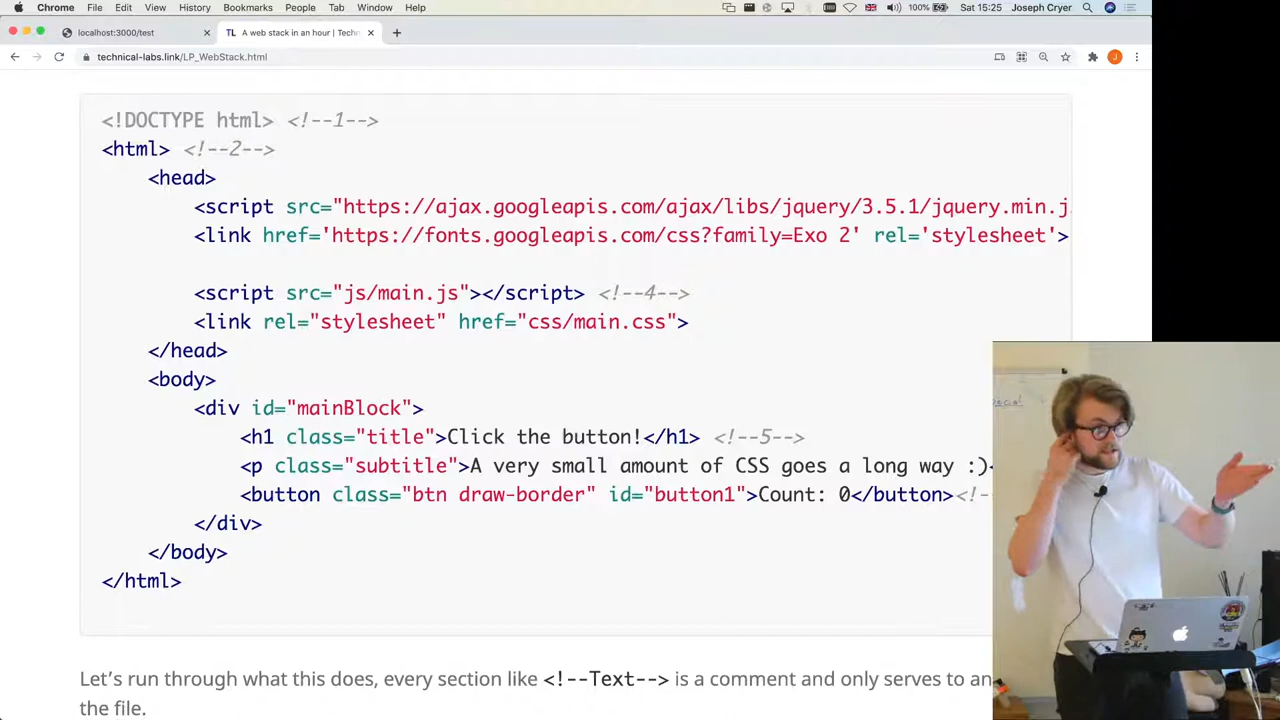 Chrome File Edit View History Bookmarks People Tab Window Help 100% Sat 15:25 Joseph Cryer
localhost:3000/test × TL A web stack in an hour | Techn × +
technical-labs.link/LP_WebStack.html J
<!DOCTYPE html> <!--1-->
<html> <!--2-->
<head>
<script src="https://ajax.googleapis.com/ajax/libs/jquery/3.5.1/jquery.min.j
<link href='https://fonts.googleapis.com/css?family=Exo 2' rel='stylesheet'>
<script src="js/main.js"></script> <!--4-->
<link rel="stylesheet" href="css/main.css">
</head>
<body>
<div id="mainBlock">
<h1 class="title">Click the button!</h1> <!--5-->
<p class="subtitle">A very small amount of CSS goes a long way :)<
<button class="btn draw-border" id="button1">Count: 0</button><!--
</div>
</body>
</html>
Let's run through what this does, every section like <!--Text--> is a comment and only serves to an
the file.